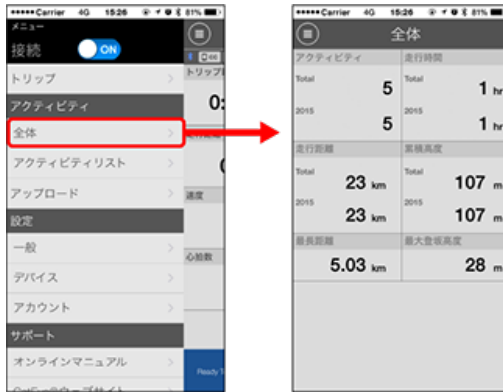 •••••Carrier 4G 15:26 81%
メニュー
接続 ON
トリップ
アクティビティ
全体
アクティビティリスト
アップロード
設定
一般
デバイス
アカウント
サポート
オンラインマニュアル
トリップ
0:
走行距離
0
速度
心拍数
Ready T
•••••Carrier 4G 15:26 81%
全体
アクティビティ 走行時間
Total 5 Total 1 hr
2015 5 2015 1 hr
走行距離 累積高度
Total 23 km Total 107 m
2015 23 km 2015 107 m
最長距離 最大登坂高度
5.03 km 28 m